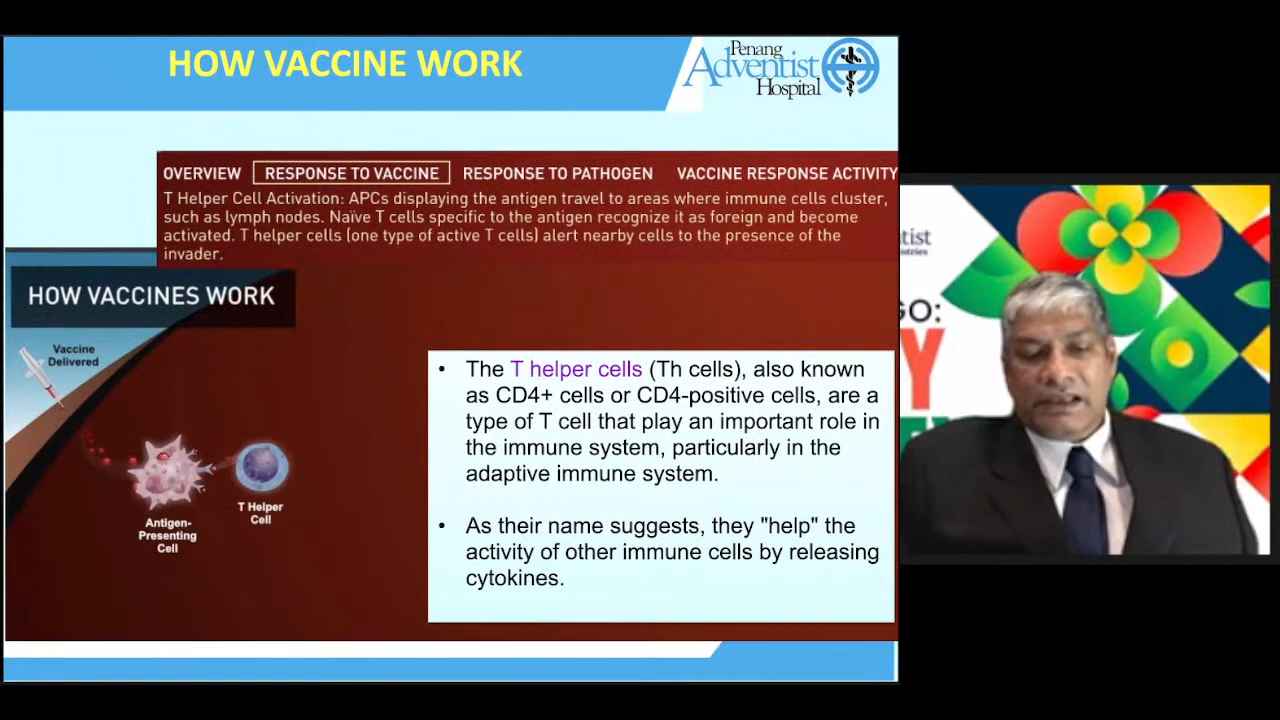 HOW VACCINE WORK
Penang
Adventist
Hospital
OVERVIEW RESPONSE TO VACCINE RESPONSE TO PATHOGEN VACCINE RESPONSE ACTIVITY
T Helper Cell Activation: APCs displaying the antigen travel to areas where immune cells cluster,
such as lymph nodes. Naïve T cells specific to the antigen recognize it as foreign and become
activated. T helper cells (one type of active T cells) alert nearby cells to the presence of the
invader.
HOW VACCINES WORK
Vaccine
Delivered
Antigen-
Presenting
Cell
T Helper
Cell
• The T helper cells (Th cells), also known
as CD4+ cells or CD4-positive cells, are a
type of T cell that play an important role in
the immune system, particularly in the
adaptive immune system.
• As their name suggests, they "help" the
activity of other immune cells by releasing
cytokines.
GO: